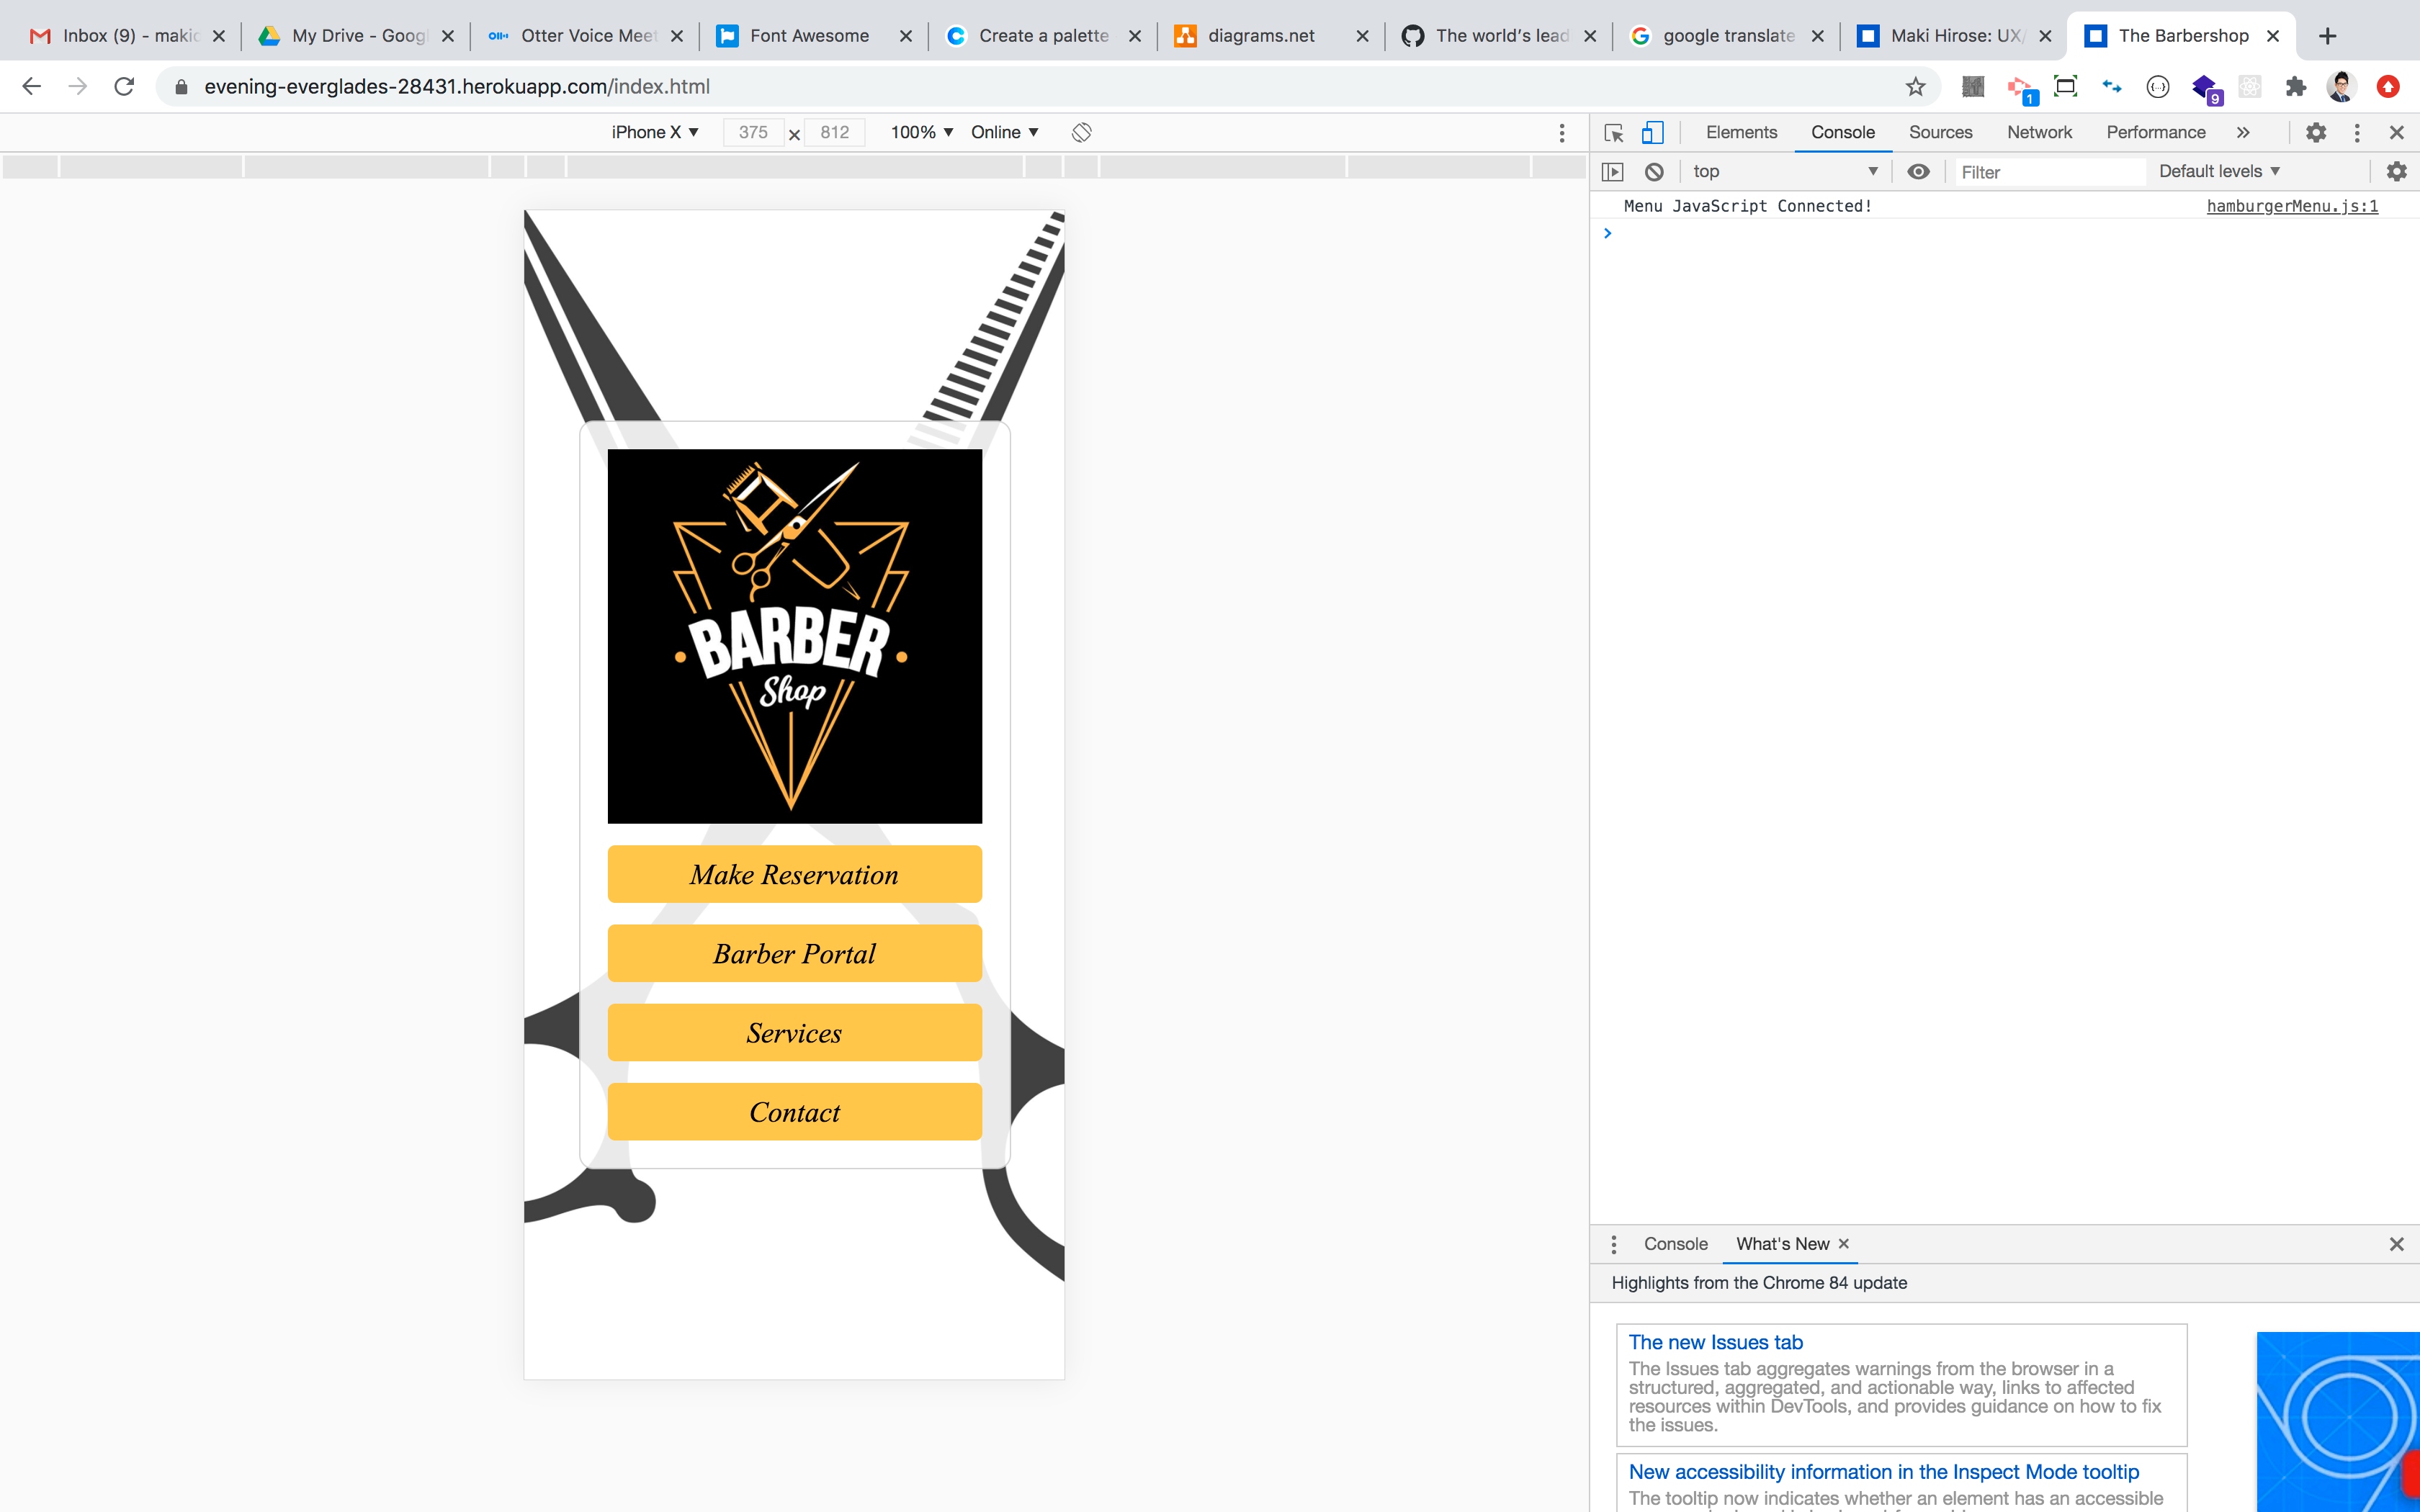 Inbox (9) - makic
My Drive - Googl
Otter Voice Meet
Font Awesome
Create a palette
diagrams.net
The world's lead
google translate
Maki Hirose: UX/
The Barbershop
evening-everglades-28431.herokuapp.com/index.html
1
{...}
9
iPhone X ▼ 375 × 812 100% ▼ Online ▼
Elements Console Sources Network Performance »
top ▼ Filter Default levels ▼
Menu JavaScript Connected! hamburgerMenu.js:1
BARBER
Shop
Make Reservation
Barber Portal
Services
Contact
Console What's New
Highlights from the Chrome 84 update
The new Issues tab
The Issues tab aggregates warnings from the browser in a
structured, aggregated, and actionable way, links to affected
resources within DevTools, and provides guidance on how to fix
the issues.
New accessibility information in the Inspect Mode tooltip
The tooltip now indicates whether an element has an accessible